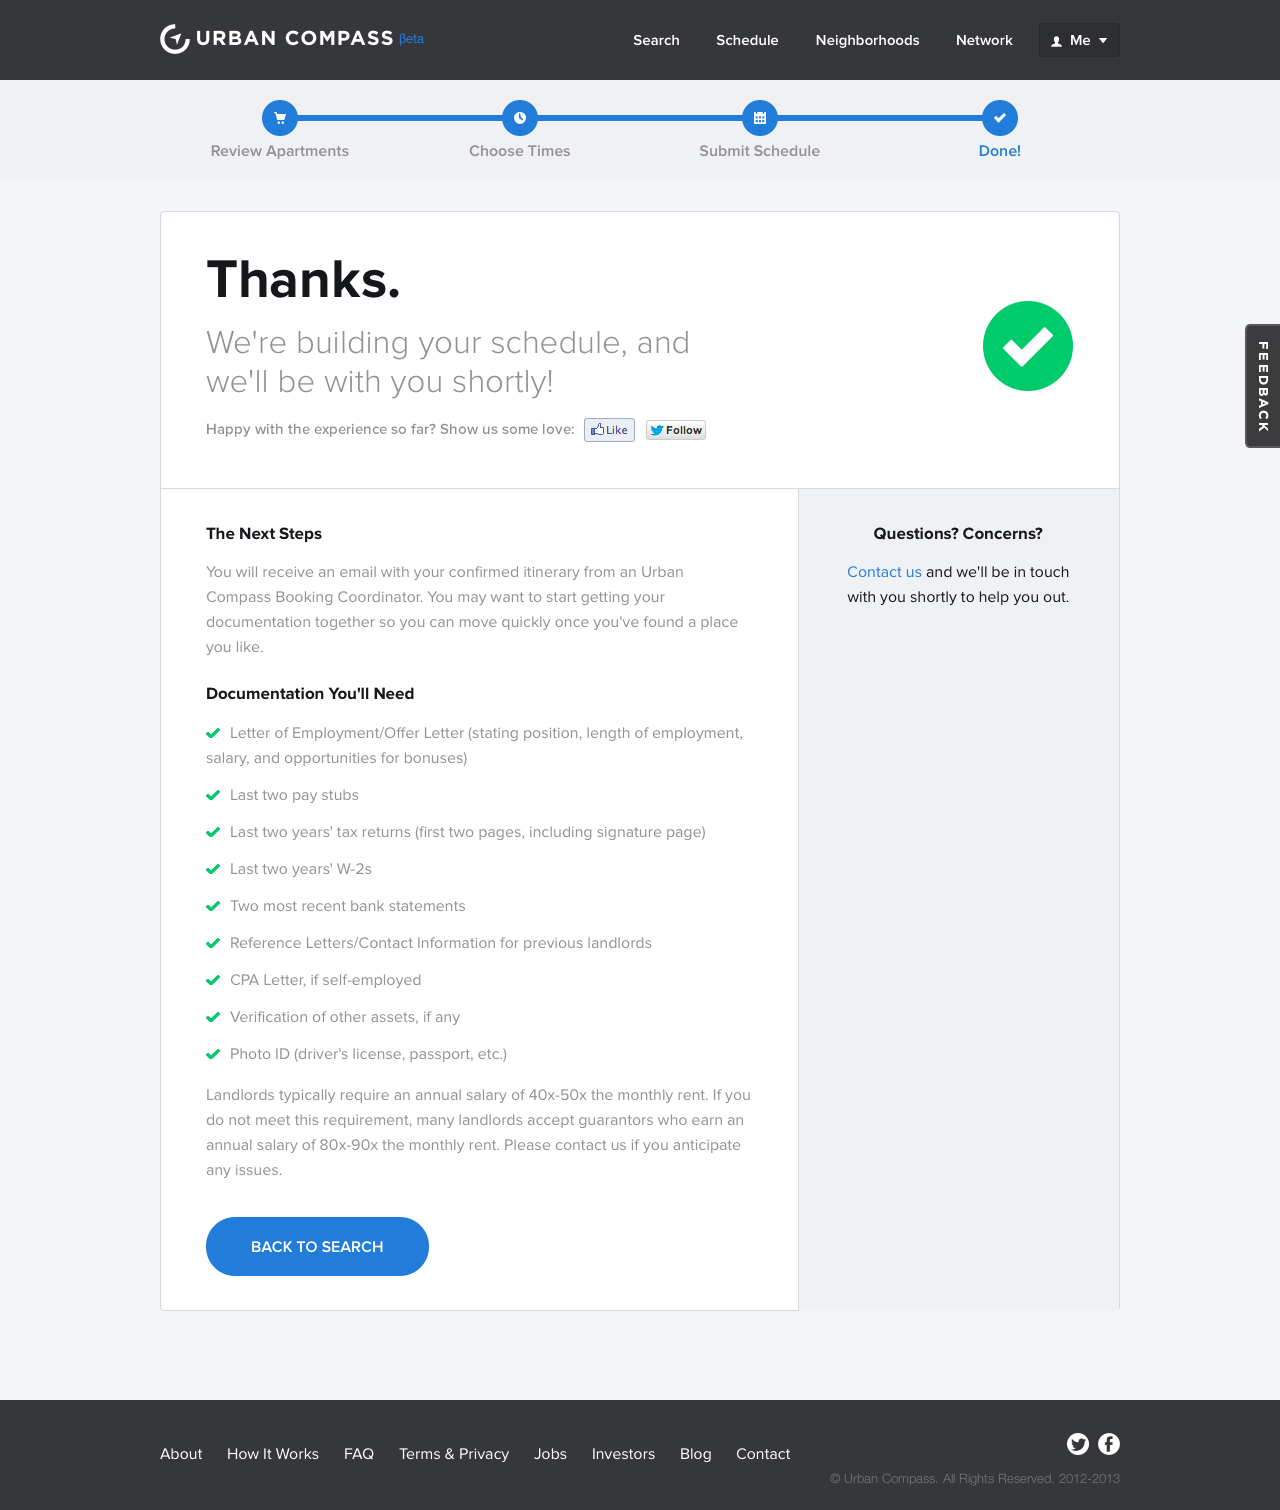 URBAN COMPASS βeta
Search Schedule Neighborhoods Network Me
Review Apartments Choose Times Submit Schedule Done!
Thanks.
We're building your schedule, and
we'll be with you shortly!
Happy with the experience so far? Show us some love: Like Follow
FEEDBACK
The Next Steps
You will receive an email with your confirmed itinerary from an Urban
Compass Booking Coordinator. You may want to start getting your
documentation together so you can move quickly once you've found a place
you like.
Documentation You'll Need
Letter of Employment/Offer Letter (stating position, length of employment,
salary, and opportunities for bonuses)
Last two pay stubs
Last two years' tax returns (first two pages, including signature page)
Last two years' W-2s
Two most recent bank statements
Reference Letters/Contact Information for previous landlords
CPA Letter, if self-employed
Verification of other assets, if any
Photo ID (driver's license, passport, etc.)
Landlords typically require an annual salary of 40x-50x the monthly rent. If you
do not meet this requirement, many landlords accept guarantors who earn an
annual salary of 80x-90x the monthly rent. Please contact us if you anticipate
any issues.
BACK TO SEARCH
Questions? Concerns?
Contact us and we'll be in touch
with you shortly to help you out.
About How It Works FAQ Terms & Privacy Jobs Investors Blog Contact
© Urban Compass. All Rights Reserved. 2012-2013